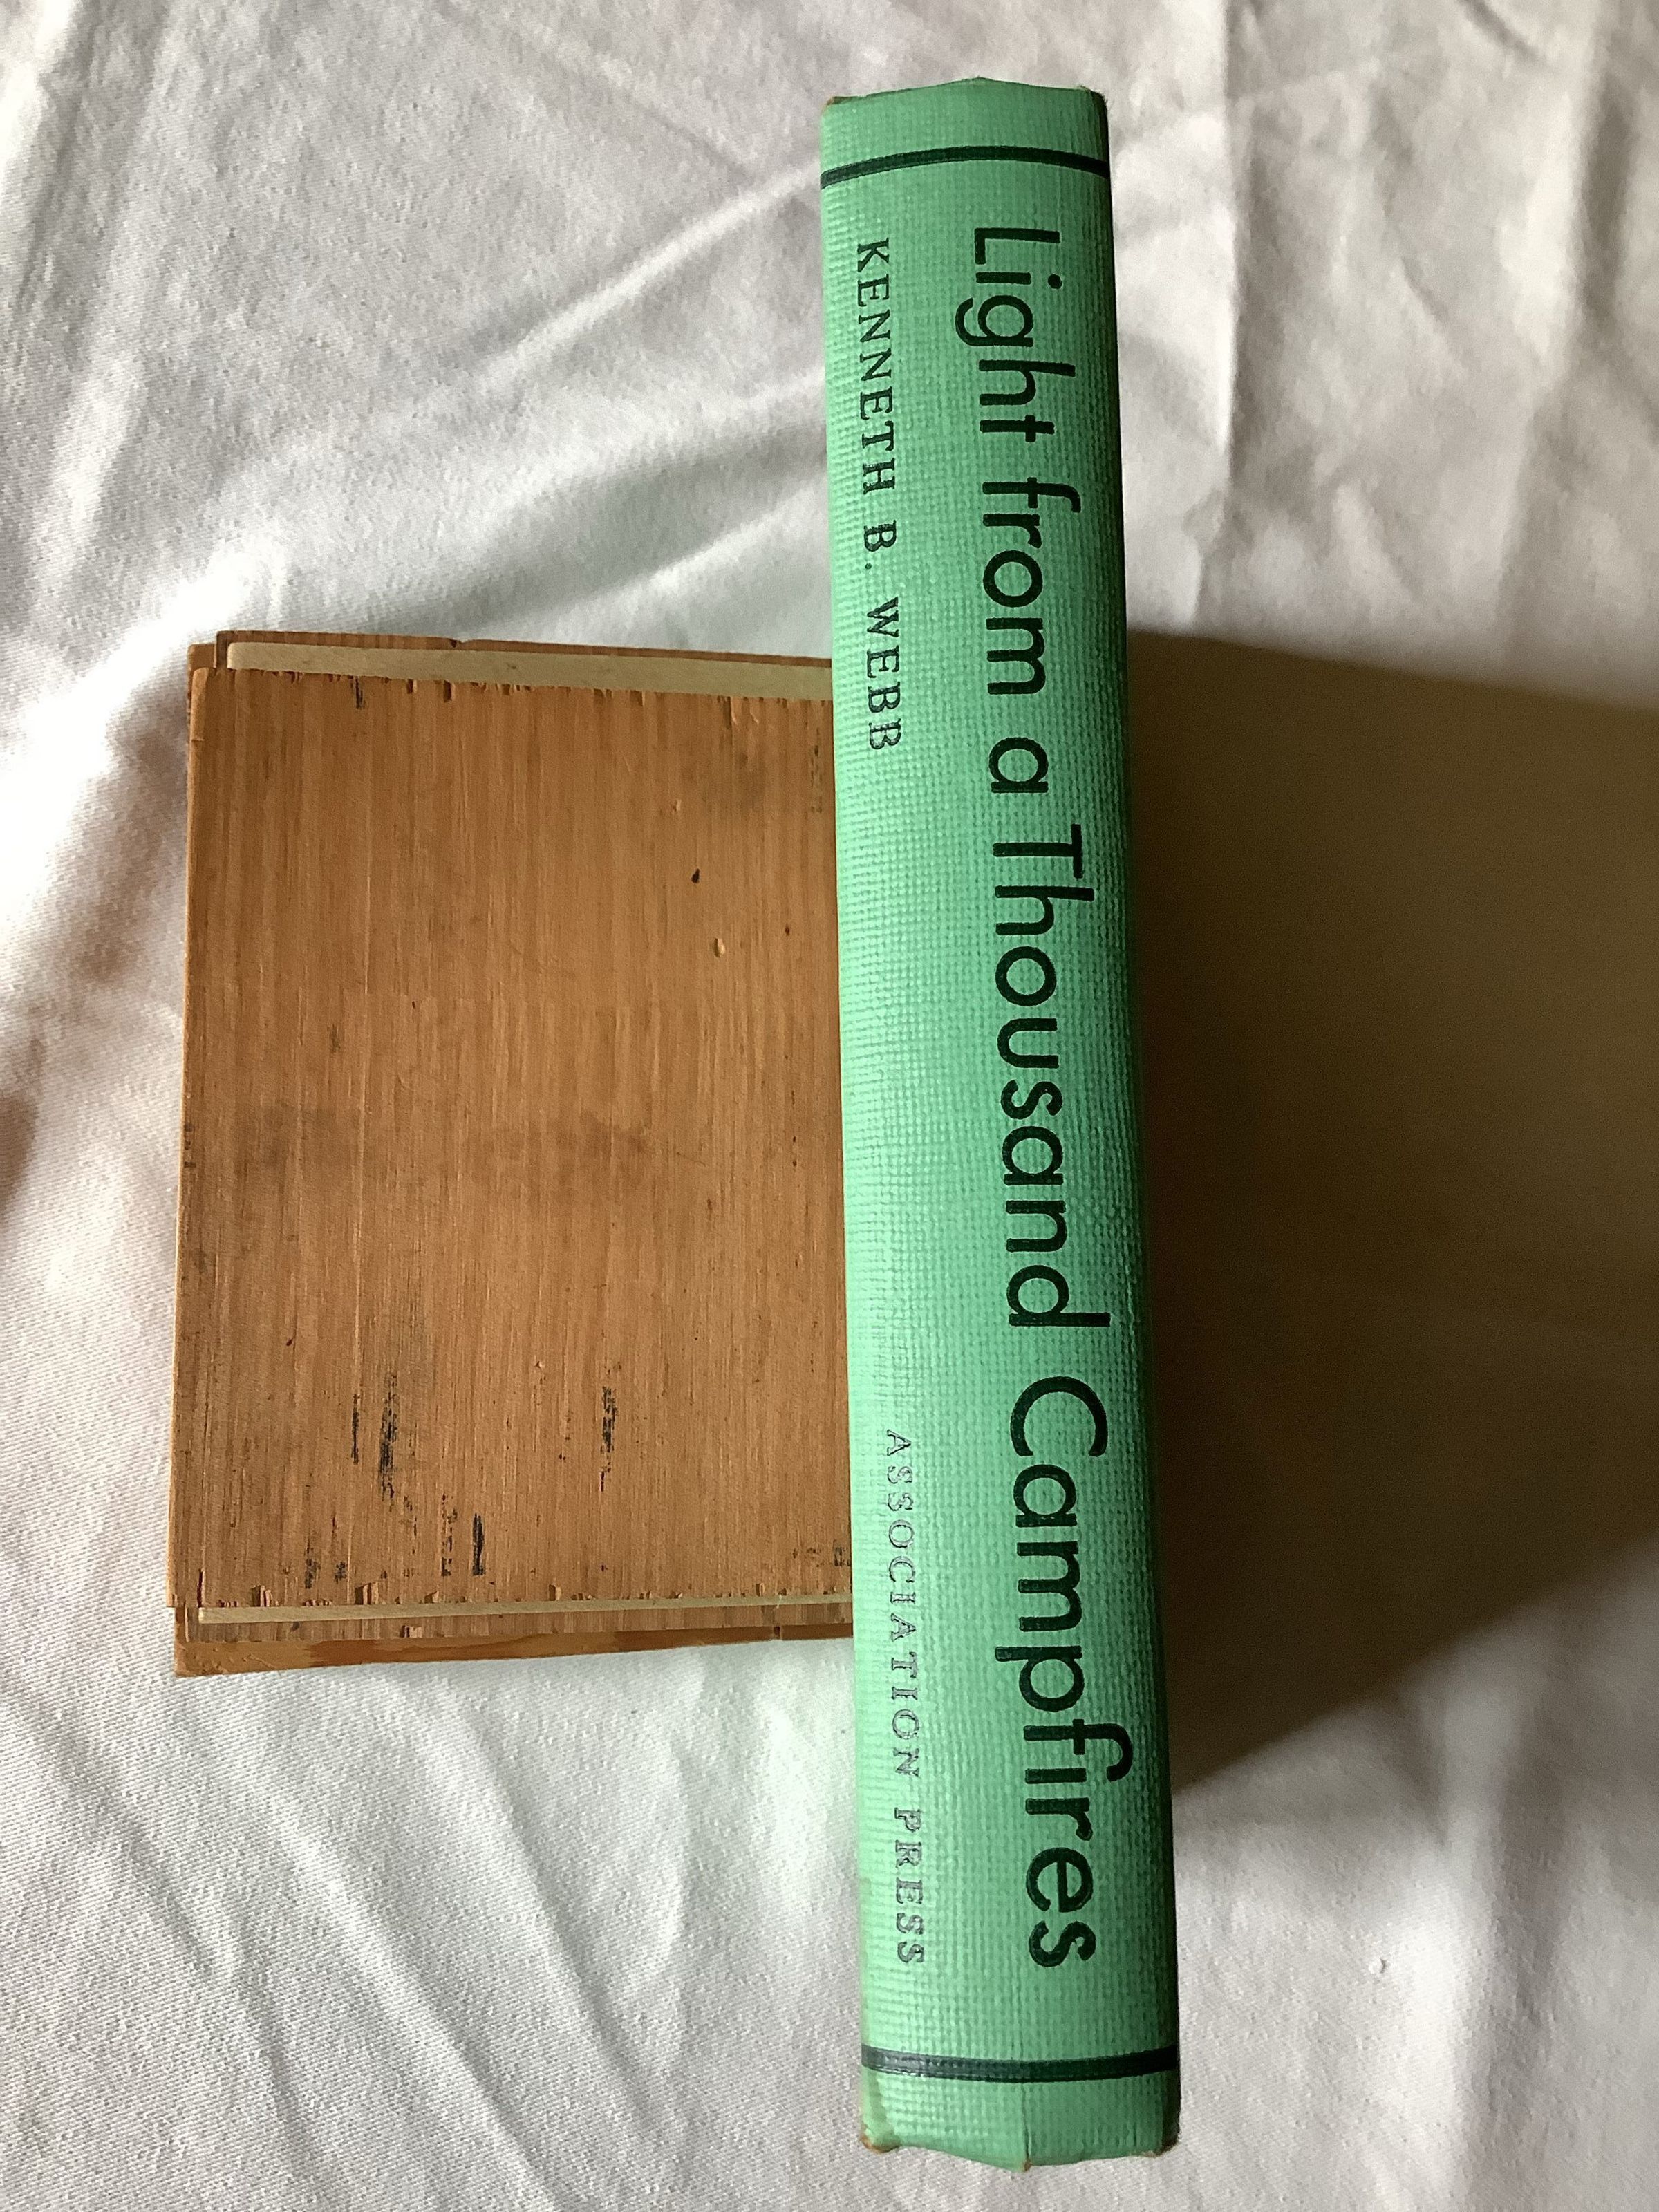 Light from a Thousand Campfires
KENNETH B. WEBB
ASSOCIATION PRESS